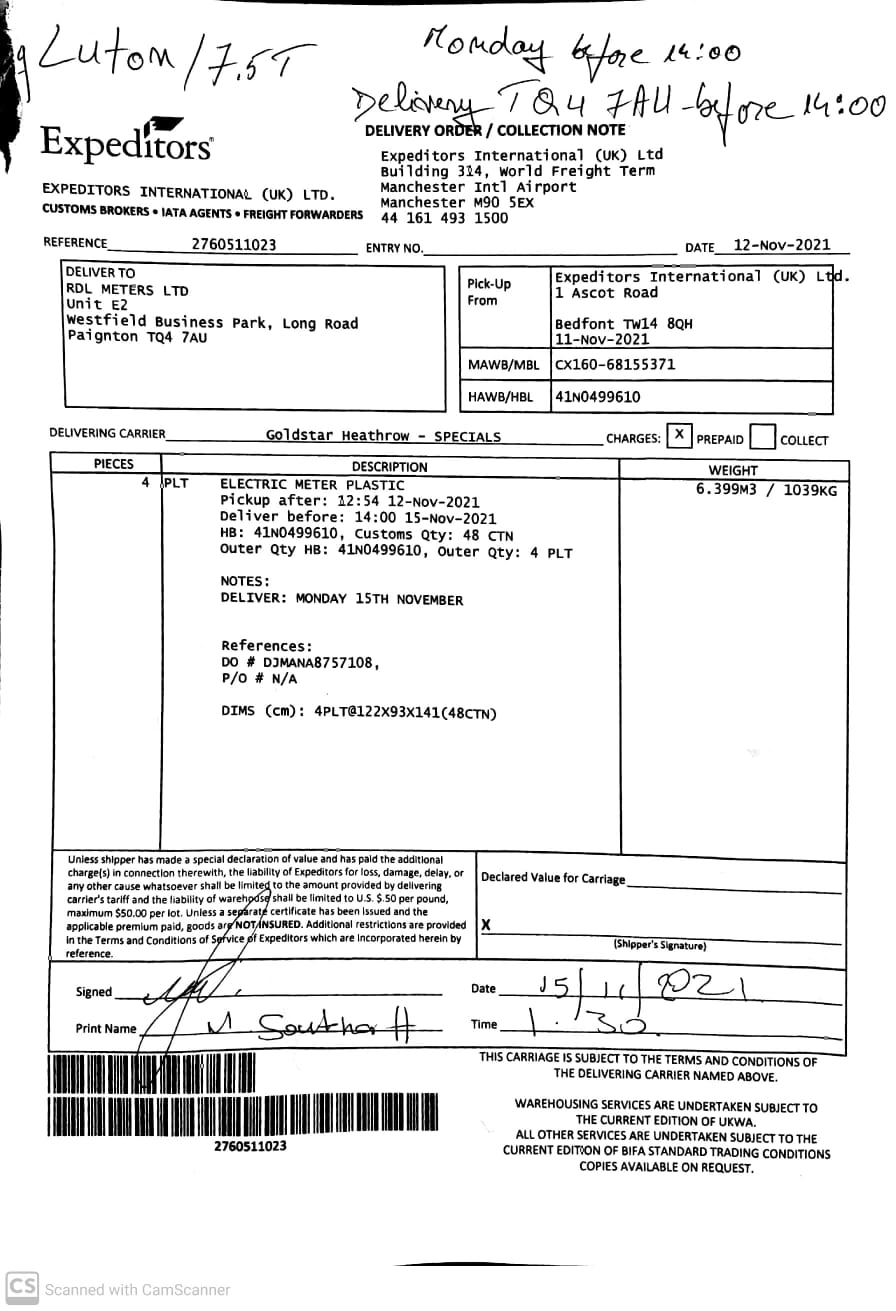 Luton / 7.5T
Monday before 14:00
Delivery TQ4 7AU - before 14:00
Expeditors®
DELIVERY ORDER / COLLECTION NOTE
Expeditors International (UK) Ltd
Building 314, World Freight Term
Manchester Intl Airport
Manchester M90 5EX
44 161 493 1500
EXPEDITORS INTERNATIONAL (UK) LTD.
CUSTOMS BROKERS • IATA AGENTS • FREIGHT FORWARDERS
REFERENCE 2760511023 ENTRY NO. DATE 12-Nov-2021
DELIVER TO
RDL METERS LTD
Unit E2
Westfield Business Park, Long Road
Paignton TQ4 7AU
Pick-Up From
Expeditors International (UK) Ltd.
1 Ascot Road
Bedfont TW14 8QH
11-Nov-2021
MAWB/MBL CX160-68155371
HAWB/HBL 41N0499610
DELIVERING CARRIER Goldstar Heathrow - SPECIALS CHARGES: X PREPAID COLLECT
PIECES DESCRIPTION WEIGHT
4 PLT ELECTRIC METER PLASTIC 6.399M3 / 1039KG
Pickup after: 12:54 12-Nov-2021
Deliver before: 14:00 15-Nov-2021
HB: 41N0499610, Customs Qty: 48 CTN
Outer Qty HB: 41N0499610, Outer Qty: 4 PLT
NOTES:
DELIVER: MONDAY 15TH NOVEMBER
References:
DO # DJMANA8757108,
P/O # N/A
DIMS (cm): 4PLT@122X93X141(48CTN)
Unless shipper has made a special declaration of value and has paid the additional
charge(s) in connection therewith, the liability of Expeditors for loss, damage, delay, or
any other cause whatsoever shall be limited to the amount provided by delivering
carrier's tariff and the liability of warehouse shall be limited to U.S. $.50 per pound,
maximum $50.00 per lot. Unless a separate certificate has been issued and the
applicable premium paid, goods are NOT INSURED. Additional restrictions are provided
in the Terms and Conditions of Service of Expeditors which are incorporated herein by
reference.
Declared Value for Carriage
X
(Shipper's Signature)
Signed
Print Name M
Date 15/11/2021
Time 1.30
THIS CARRIAGE IS SUBJECT TO THE TERMS AND CONDITIONS OF
THE DELIVERING CARRIER NAMED ABOVE.
WAREHOUSING SERVICES ARE UNDERTAKEN SUBJECT TO
THE CURRENT EDITION OF UKWA.
ALL OTHER SERVICES ARE UNDERTAKEN SUBJECT TO THE
CURRENT EDITION OF BIFA STANDARD TRADING CONDITIONS
COPIES AVAILABLE ON REQUEST.
2760511023
CS Scanned with CamScanner